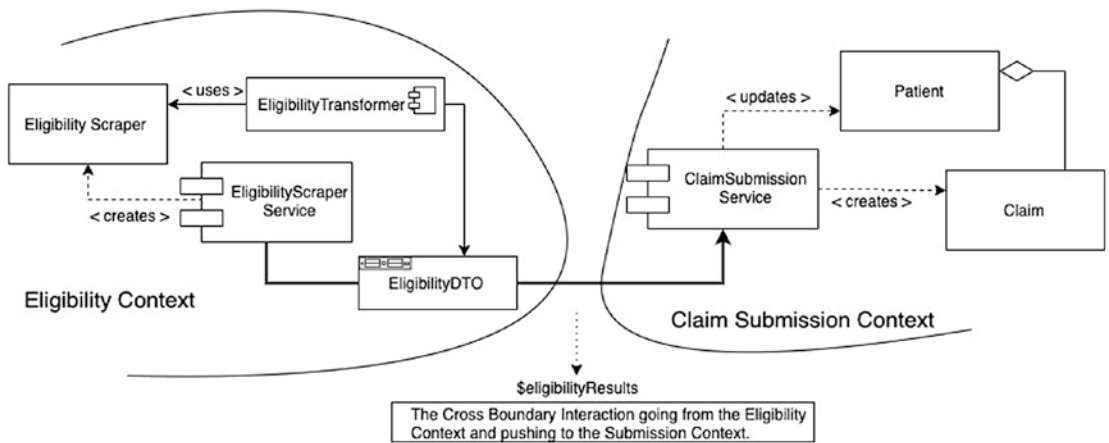 < uses >
EligibilityTransformer
Eligibility Scraper
EligibilityScraper
Service
< creates >
EligibilityDTO
Eligibility Context
< updates >
Patient
ClaimSubmission
Service
< creates >
Claim
Claim Submission Context
$eligibilityResults
The Cross Boundary Interaction going from the Eligibility
Context and pushing to the Submission Context.